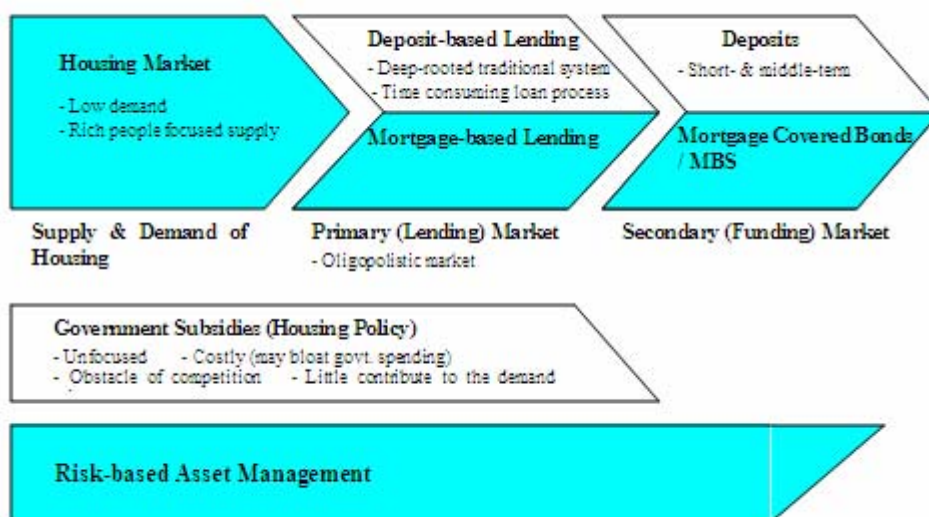 Housing Market
- Low demand
- Rich people focused supply
Deposit-based Lending
- Deep-rooted traditional system
- Time consuming loan process
Mortgage-based Lending
Deposits
- Short- & middle-term
Mortgage Covered Bonds
/ MBS
Supply & Demand of
Housing
Primary (Lending) Market
- Oligopolistic market
Secondary (Funding) Market
Government Subsidies (Housing Policy)
- Unfocused - Costly (may bloat govt. spending)
- Obstacle of competition - Little contribute to the demand
Risk-based Asset Management